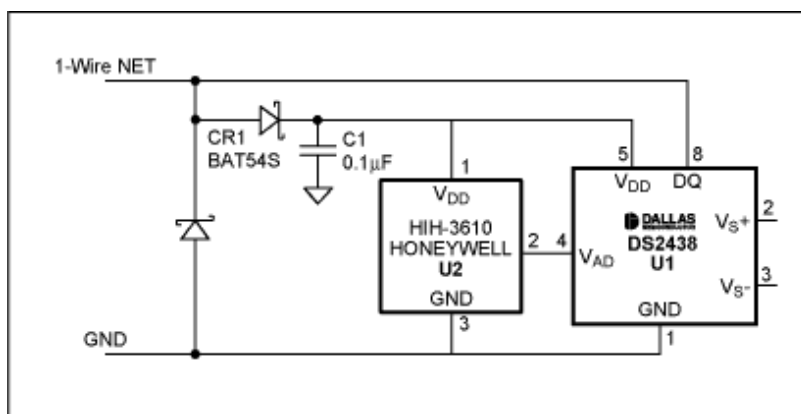 1-Wire NET
CR1
BAT54S
C1
0.1µF
1
VDD
HIH-3610
HONEYWELL
U2
GND
3
2
4
5
8
VDD
DQ
DALLAS
SEMICONDUCTOR
DS2438
U1
VAD
VS+
2
VS-
3
GND
1
GND